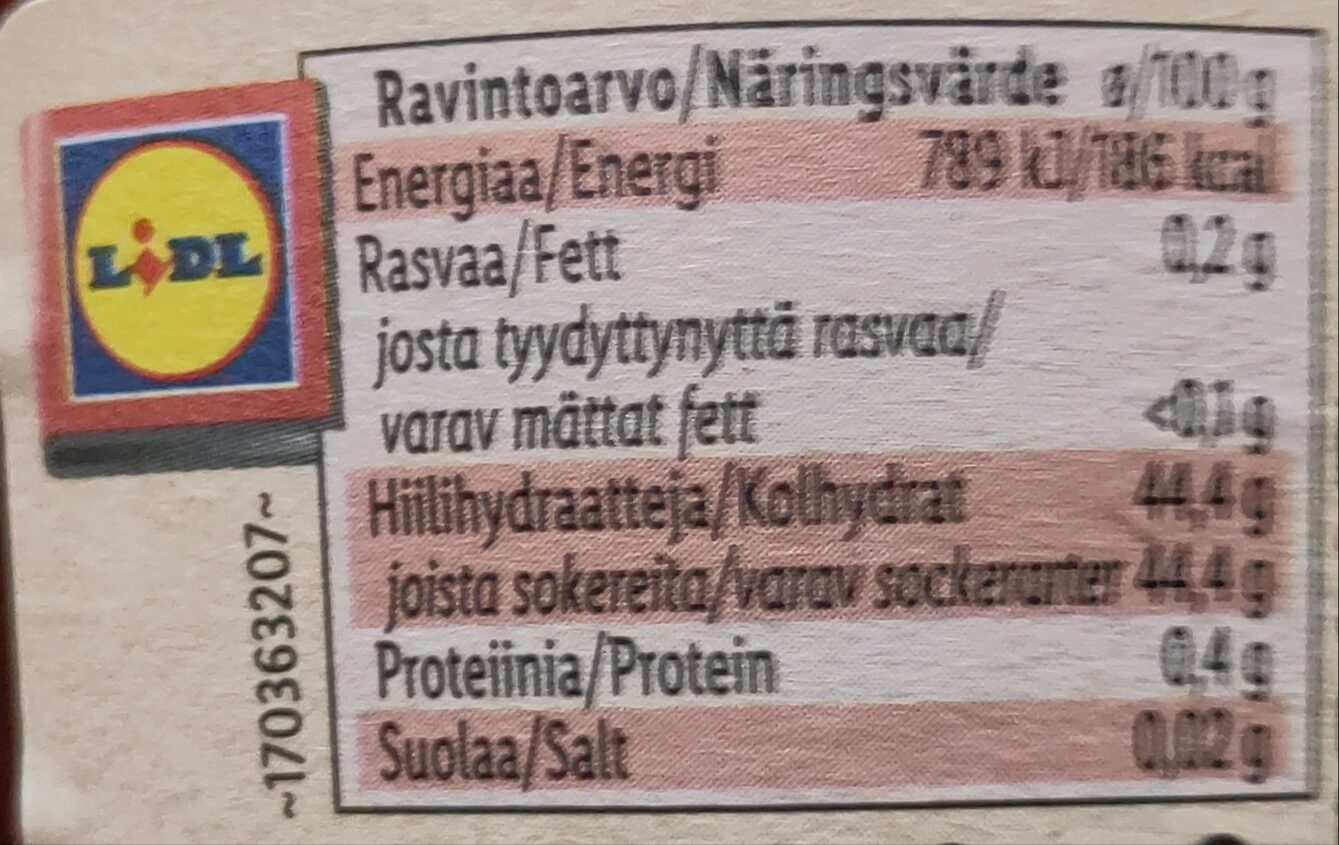 LiDL
Ravintoarvo/Näringsvärde ø/100 g
Energiaa/Energi 789 kJ/186 kcal
Rasvaa/Fett 0,2 g
josta tyydyttynyttä rasvaa/
varav mättat fett <0,1 g
Hiilihydraatteja/Kolhydrat 44,4 g
joista sokereita/varav sockerarter 44,4 g
Proteiinia/Protein 0,4 g
Suolaa/Salt 0,02 g
~170363207~